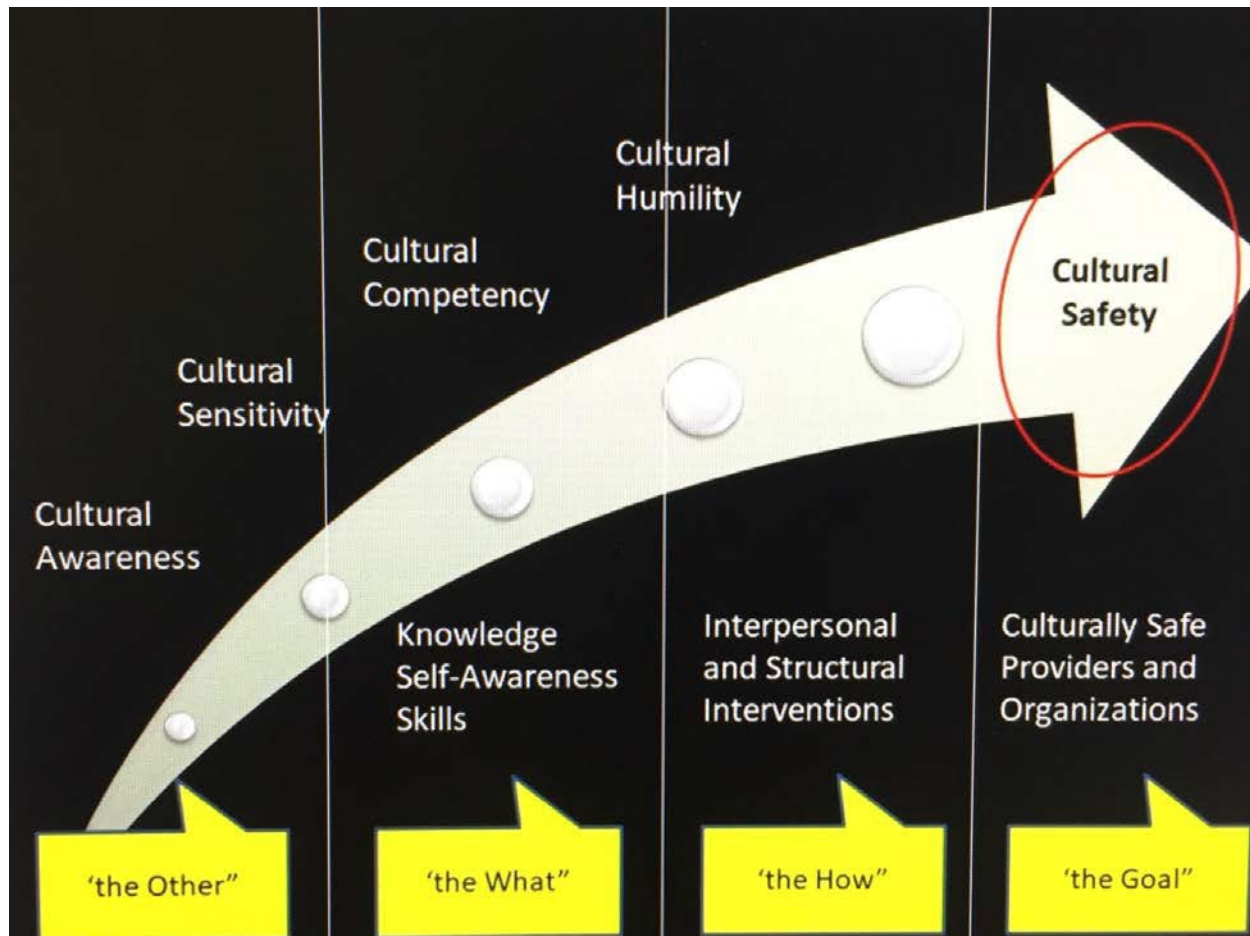 Cultural
Humility
Cultural
Competency
Cultural
Safety
Cultural
Sensitivity
Cultural
Awareness
Knowledge
Self-Awareness
Skills
Interpersonal
and Structural
Interventions
Culturally Safe
Providers and
Organizations
‘the Other”
‘the What”
‘the How”
‘the Goal”